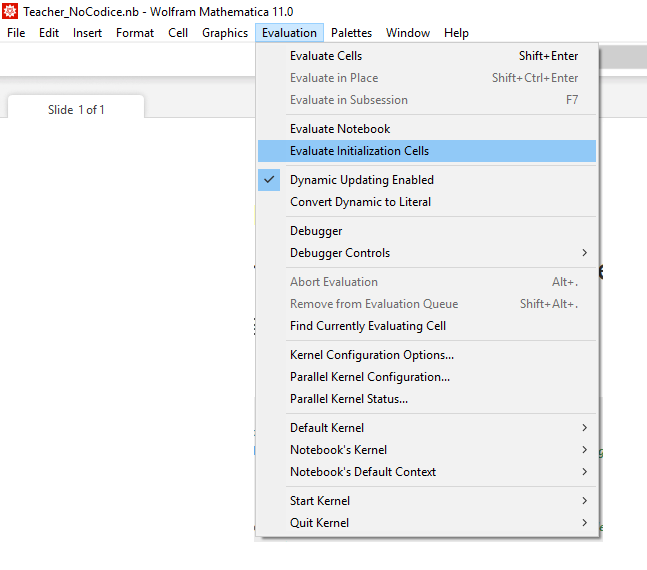 Teacher_NoCodice.nb - Wolfram Mathematica 11.0
File Edit Insert Format Cell Graphics Evaluation Palettes Window Help
Slide 1 of 1
Evaluate Cells Shift+Enter
Evaluate in Place Shift+Ctrl+Enter
Evaluate in Subsession F7
Evaluate Notebook
Evaluate Initialization Cells
Dynamic Updating Enabled
Convert Dynamic to Literal
Debugger
Debugger Controls
Abort Evaluation Alt+.
Remove from Evaluation Queue Shift+Alt+.
Find Currently Evaluating Cell
Kernel Configuration Options...
Parallel Kernel Configuration...
Parallel Kernel Status...
Default Kernel
Notebook's Kernel
Notebook's Default Context
Start Kernel
Quit Kernel